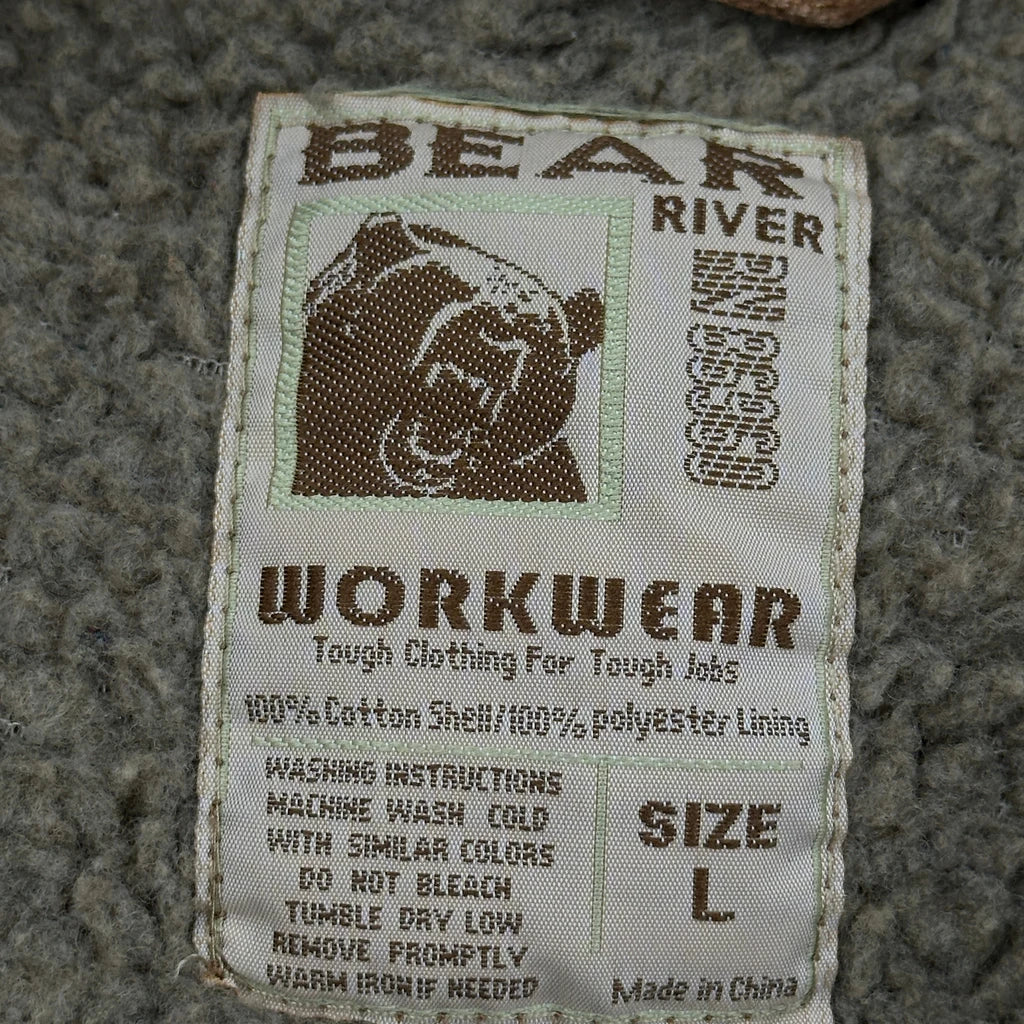 BEAR
RIVER
WORKWEAR
Tough Clothing For Tough Jobs
100% Cotton Shell/100% polyester Lining
WASHING INSTRUCTIONS
MACHINE WASH COLD
WITH SIMILAR COLORS
DO NOT BLEACH
TUMBLE DRY LOW
REMOVE PROMPTLY
WARM IRON IF NEEDED
SIZE
L
Made in China